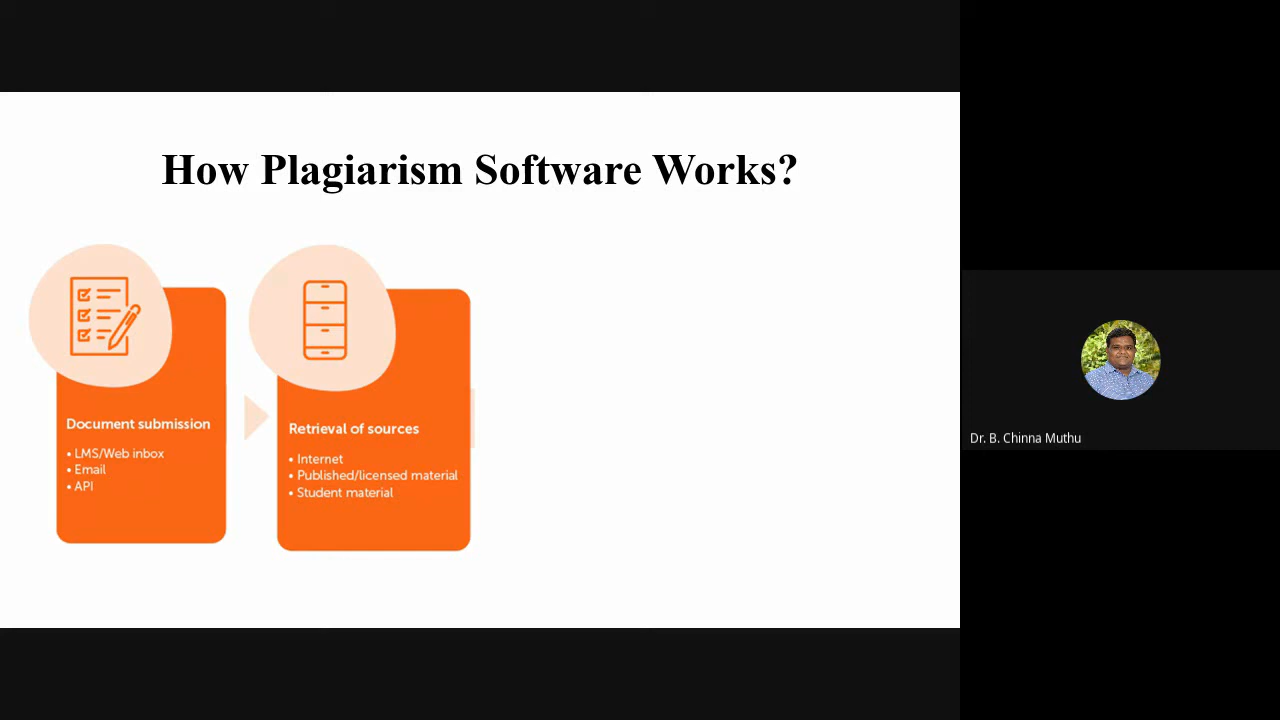 How Plagiarism Software Works?
Document submission
• LMS/Web inbox
• Email
• API
Retrieval of sources
• Internet
• Published/licensed material
• Student material
Dr. B. Chinna Muthu